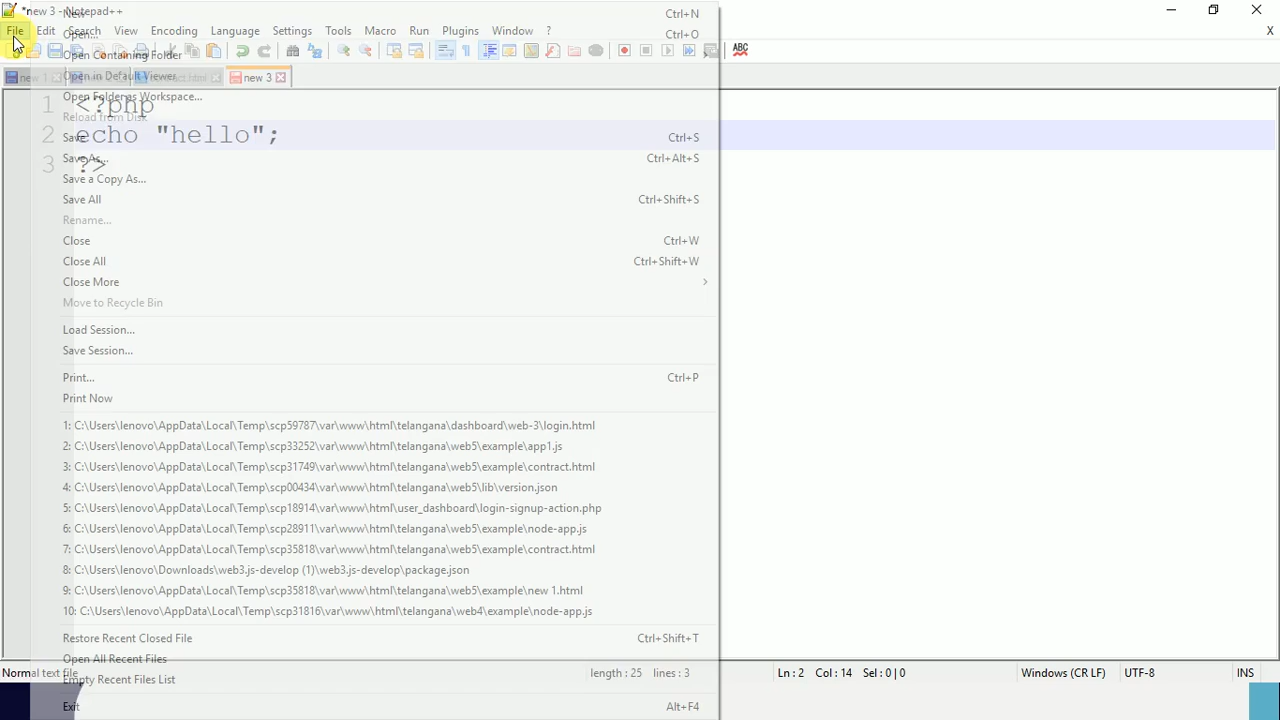 *new 3 - Notepad++
File Edit Search View Encoding Language Settings Tools Macro Run Plugins Window ? X
ABC
new 3
New Ctrl+N
Open... Ctrl+O
Open Containing Folder
Open in Default Viewer
Open Folder as Workspace...
Reload from Disk
Save Ctrl+S
Save As... Ctrl+Alt+S
Save a Copy As...
Save All Ctrl+Shift+S
Rename...
Close Ctrl+W
Close All Ctrl+Shift+W
Close More
Move to Recycle Bin
Load Session...
Save Session...
Print... Ctrl+P
Print Now
1: C:\Users\lenovo\AppData\Local\Temp\scp59787\var\www\html\telangana\dashboard\web-3\login.html
2: C:\Users\lenovo\AppData\Local\Temp\scp33252\var\www\html\telangana\web5\example\app1.js
3: C:\Users\lenovo\AppData\Local\Temp\scp31749\var\www\html\telangana\web5\example\contract.html
4: C:\Users\lenovo\AppData\Local\Temp\scp00434\var\www\html\telangana\web5\lib\version.json
5: C:\Users\lenovo\AppData\Local\Temp\scp18914\var\www\html\user_dashboard\login-signup-action.php
6: C:\Users\lenovo\AppData\Local\Temp\scp28911\var\www\html\telangana\web5\example\node-app.js
7: C:\Users\lenovo\AppData\Local\Temp\scp35818\var\www\html\telangana\web5\example\contract.html
8: C:\Users\lenovo\Downloads\web3.js-develop (1)\web3.js-develop\package.json
9: C:\Users\lenovo\AppData\Local\Temp\scp35818\var\www\html\telangana\web5\example\new 1.html
10: C:\Users\lenovo\AppData\Local\Temp\scp31816\var\www\html\telangana\web4\example\node-app.js
Restore Recent Closed File Ctrl+Shift+T
Open All Recent Files
Empty Recent Files List
Exit Alt+F4
1 <?php
2 echo "hello";
3 ?>
Normal text file length : 25 lines : 3 Ln : 2 Col : 14 Sel : 0 | 0 Windows (CR LF) UTF-8 INS